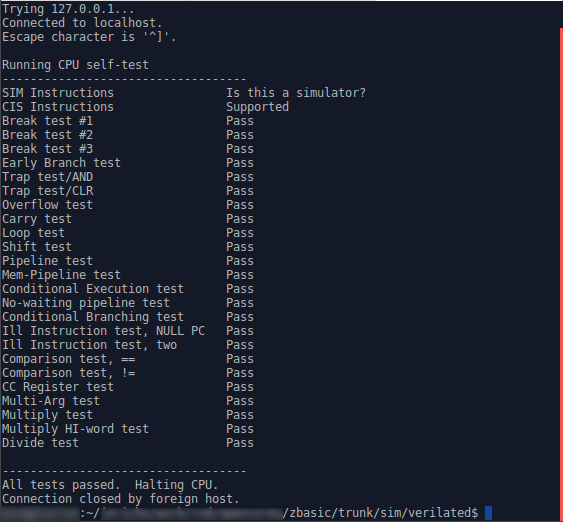 Trying 127.0.0.1...
Connected to localhost.
Escape character is '^]'.
Running CPU self-test
-----------------------------------
SIM Instructions                Is this a simulator?
CIS Instructions                Supported
Break test #1                   Pass
Break test #2                   Pass
Break test #3                   Pass
Early Branch test               Pass
Trap test/AND                   Pass
Trap test/CLR                   Pass
Overflow test                   Pass
Carry test                      Pass
Loop test                       Pass
Shift test                      Pass
Pipeline test                   Pass
Mem-Pipeline test               Pass
Conditional Execution test      Pass
No-waiting pipeline test        Pass
Conditional Branching test      Pass
Ill Instruction test, NULL PC   Pass
Ill Instruction test, two       Pass
Comparison test, ==             Pass
Comparison test, !=             Pass
CC Register test                Pass
Multi-Arg test                  Pass
Multiply test                   Pass
Multiply HI-word test           Pass
Divide test                     Pass
-----------------------------------
All tests passed.  Halting CPU.
Connection closed by foreign host.
:~/ /zbasic/trunk/sim/verilated$